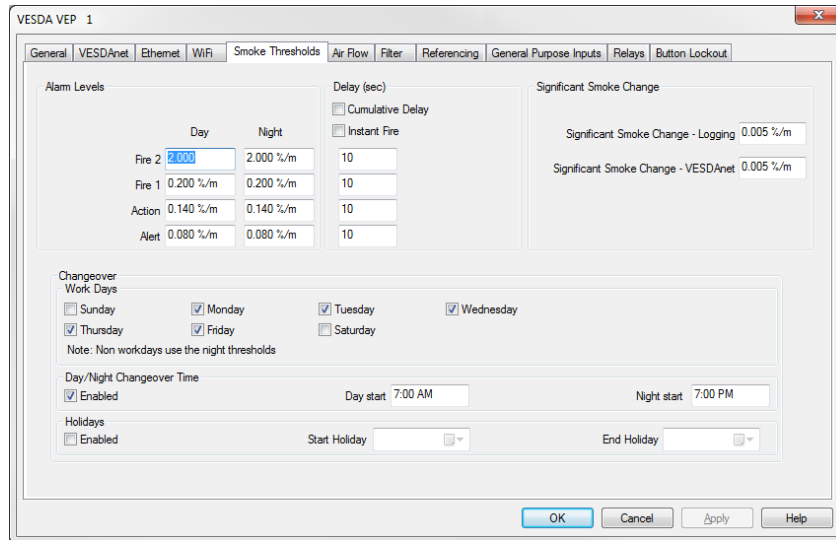 VESDA VEP 1
General VESDAnet Ethernet WiFi Smoke Thresholds Air Flow Filter Referencing General Purpose Inputs Relays Button Lockout
Alarm Levels
Day Night
Fire 2 2.000 2.000 %/m
Fire 1 0.200 %/m 0.200 %/m
Action 0.140 %/m 0.140 %/m
Alert 0.080 %/m 0.080 %/m
Delay (sec)
Cumulative Delay
Instant Fire
10
10
10
10
Significant Smoke Change
Significant Smoke Change - Logging 0.005 %/m
Significant Smoke Change - VESDAnet 0.005 %/m
Changeover
Work Days
Sunday Monday Tuesday Wednesday
Thursday Friday Saturday
Note: Non workdays use the night thresholds
Day/Night Changeover Time
Enabled Day start 7:00 AM Night start 7:00 PM
Holidays
Enabled Start Holiday End Holiday
OK Cancel Apply Help